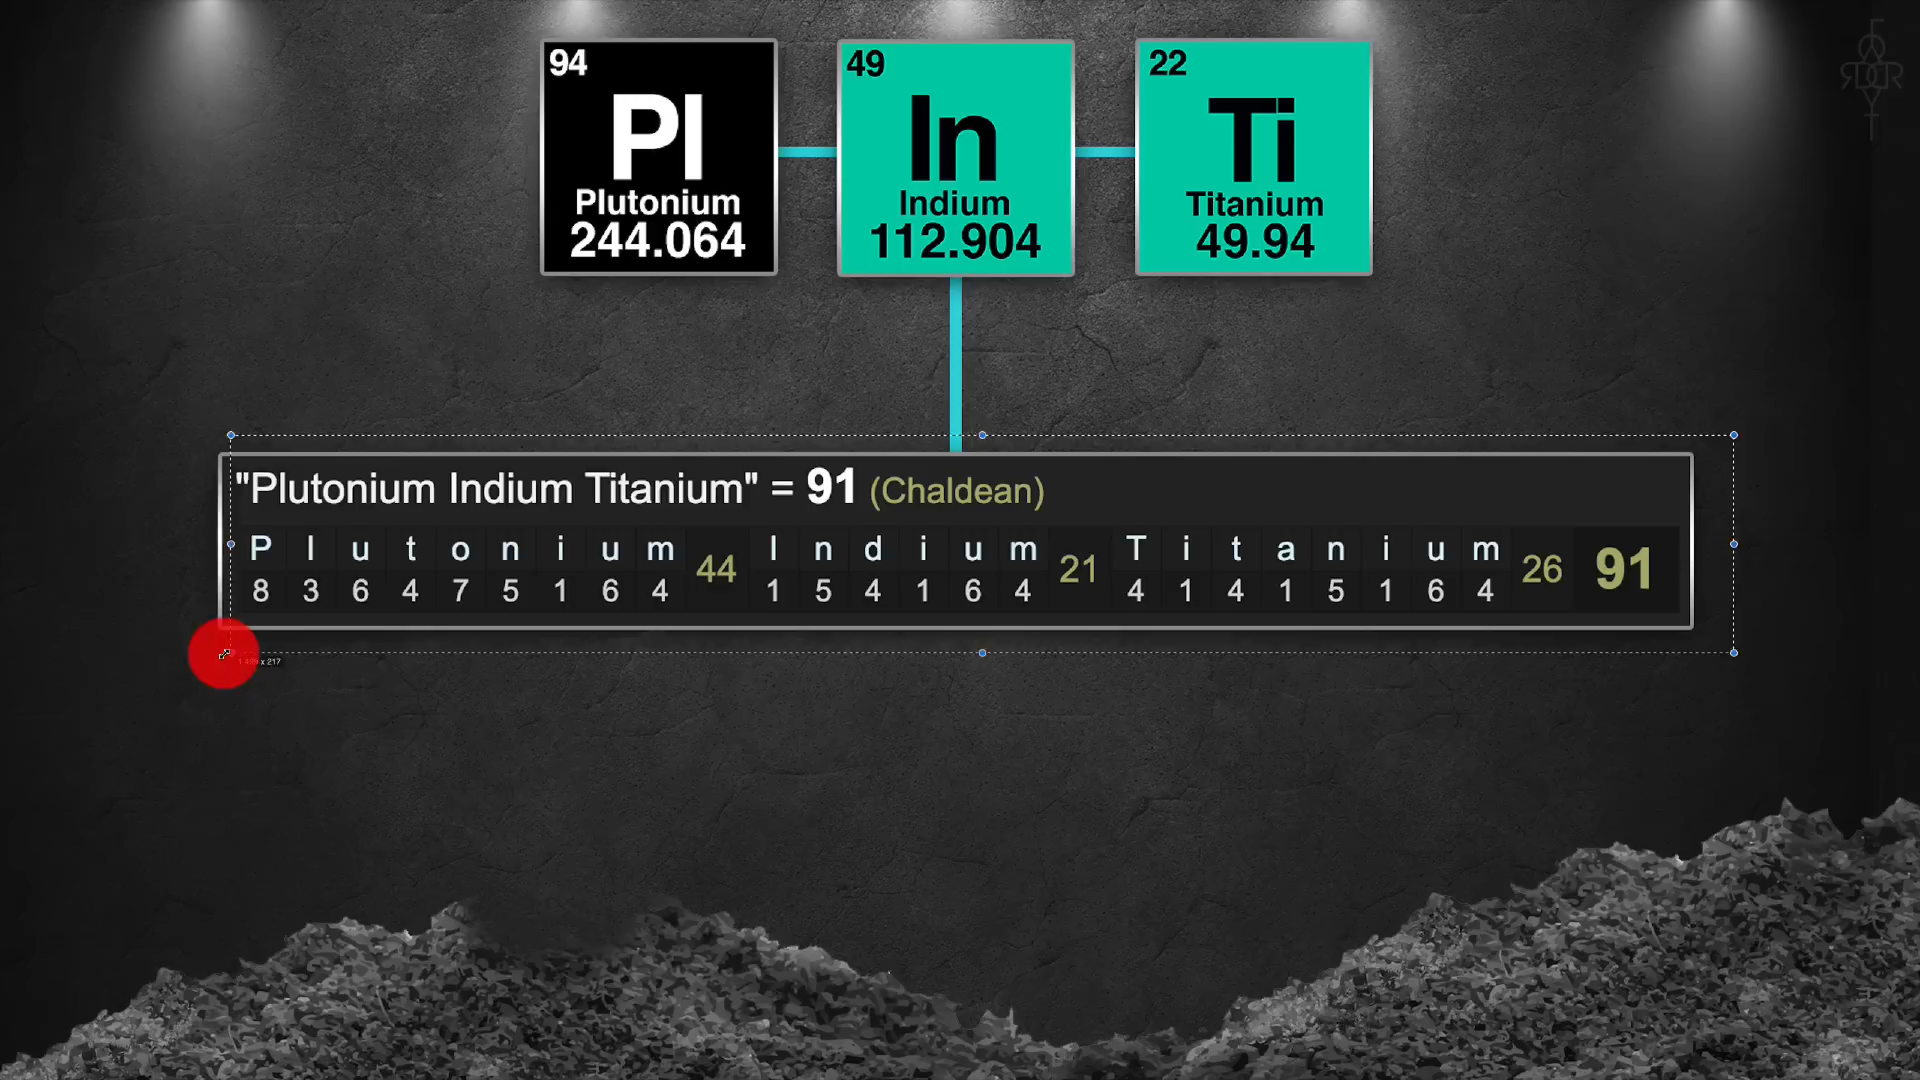 94
Pl
Plutonium
244.064
49
In
Indium
112.904
22
Ti
Titanium
49.94
"Plutonium Indium Titanium" = 91 (Chaldean)
P l u t o n i u m 44 I n d i u m 21 T i t a n i u m 26 91
8 3 6 4 7 5 1 6 4 1 5 4 1 6 4 4 1 4 1 5 1 6 4